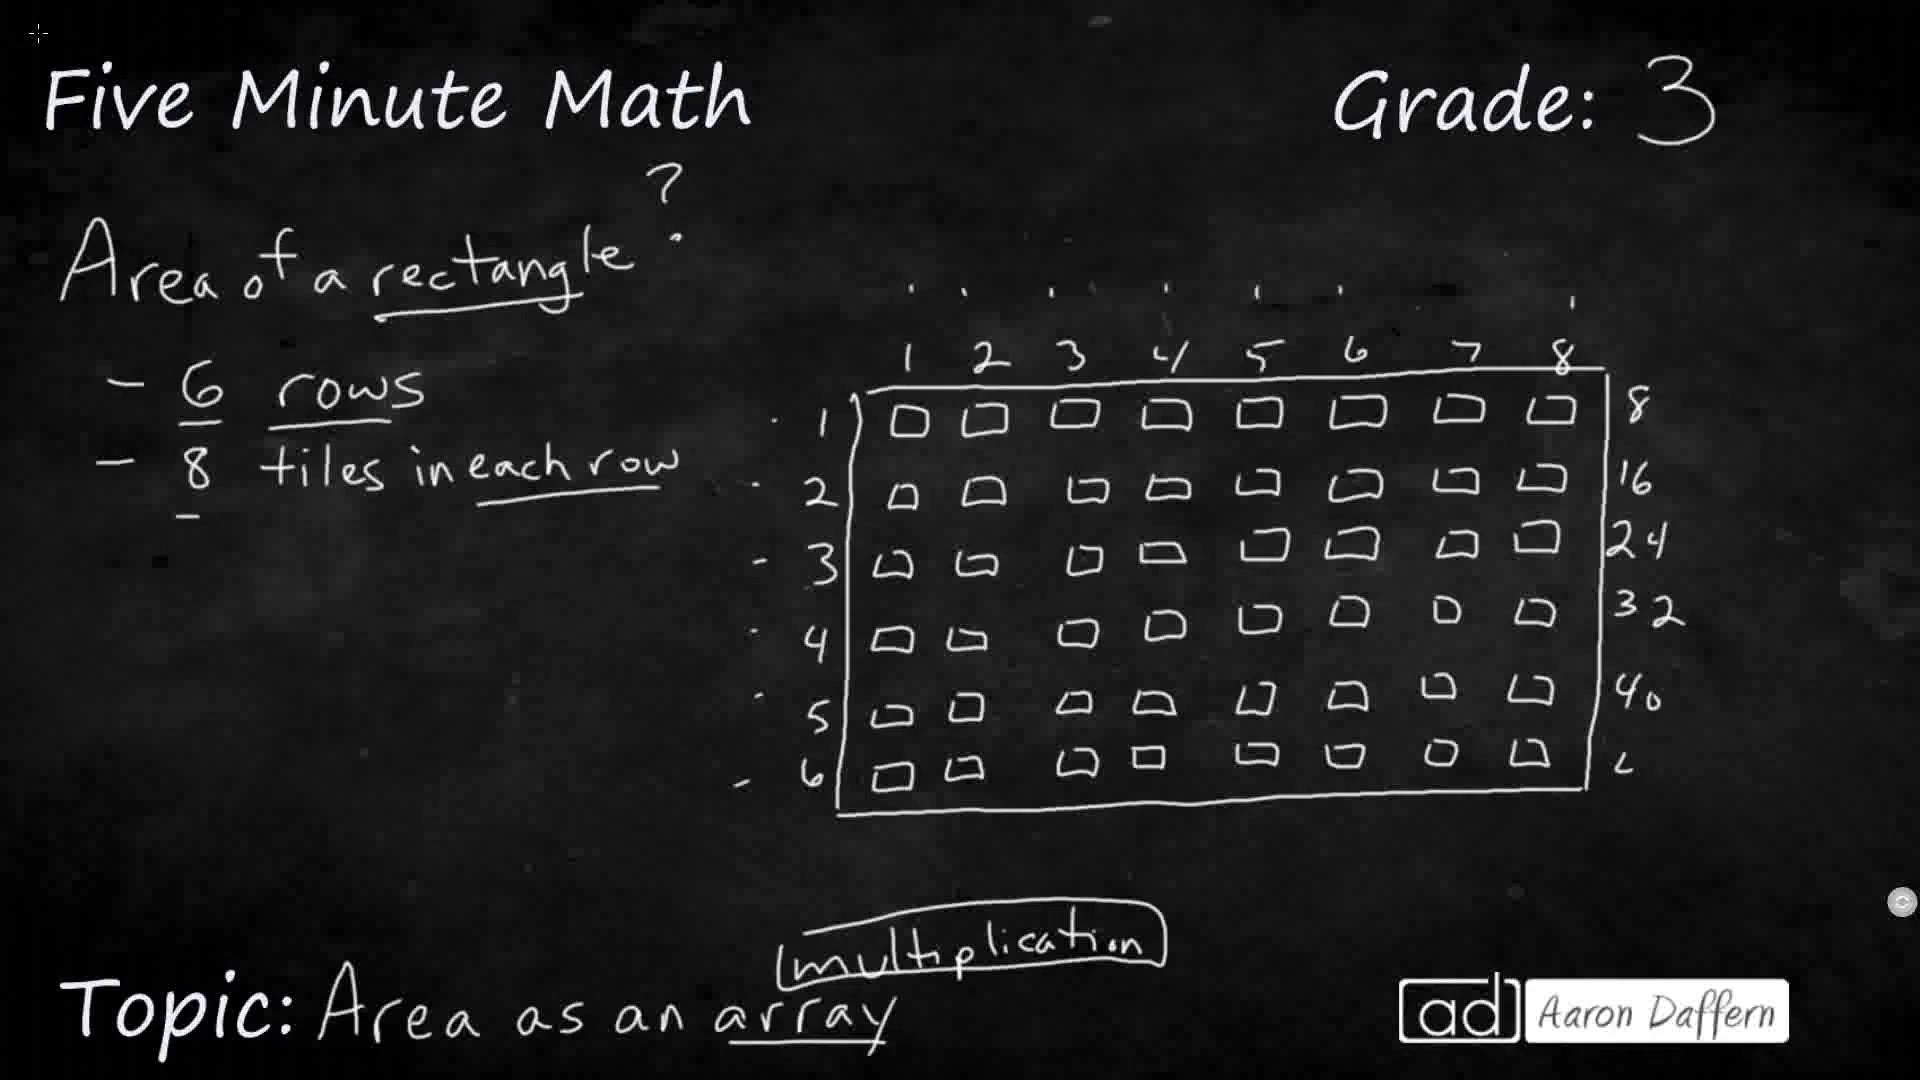 Five Minute Math
Grade: 3
Area of a rectangle ?
- 6 rows
- 8 tiles in each row
1 2 3 4 5 6 7 8
1 8
2 16
3 24
4 32
5 40
6
multiplication
Topic: Area as an array
ad Aaron Daffern